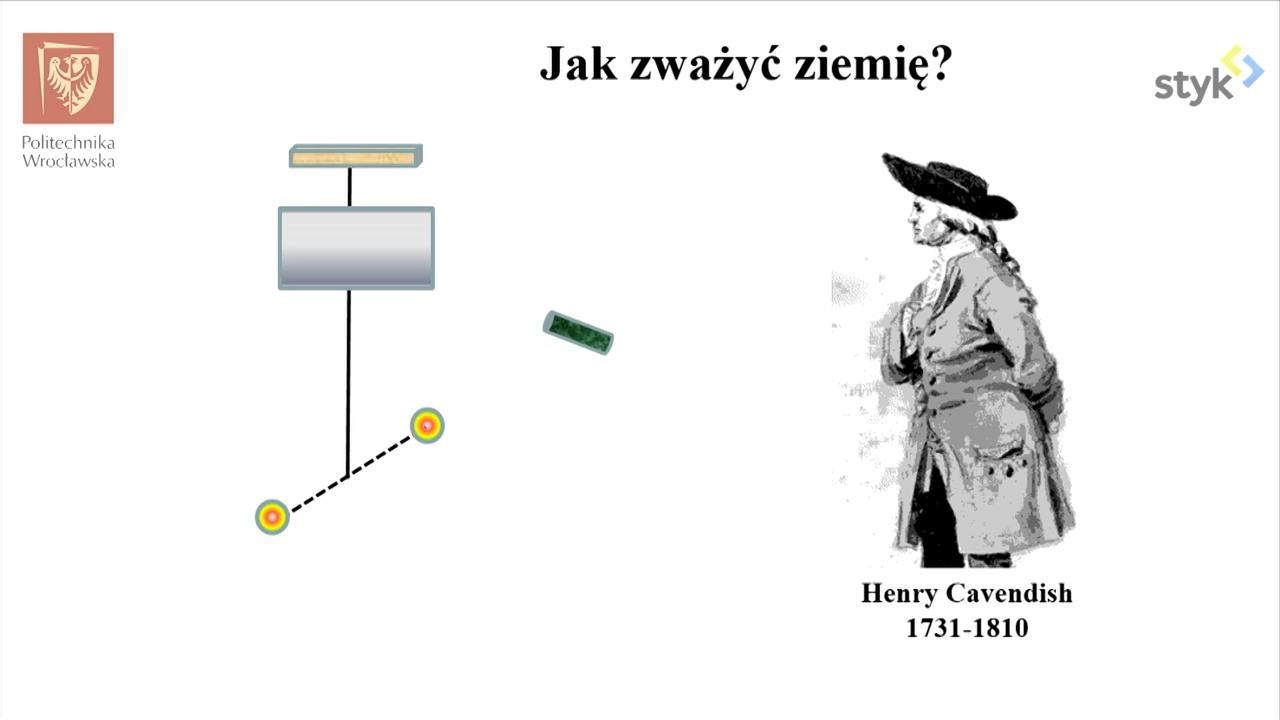 Jak zważyć ziemię?
styk
Politechnika
Wrocławska
Henry Cavendish
1731-1810